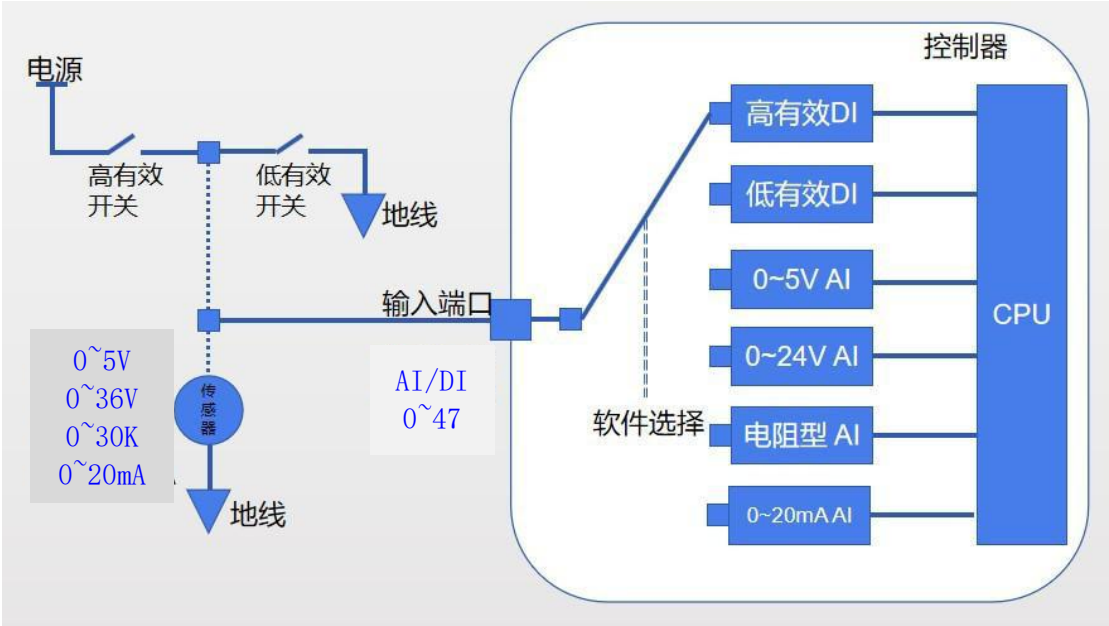 控制器
电源
高有效DI
高有效
开关
低有效
开关
低有效DI
地线
0~5V AI
输入端口
CPU
0~5V
0~36V
0~30K
0~20mA
传感器
AI/DI
0~47
0~24V AI
软件选择
电阻型 AI
地线
0~20mA AI